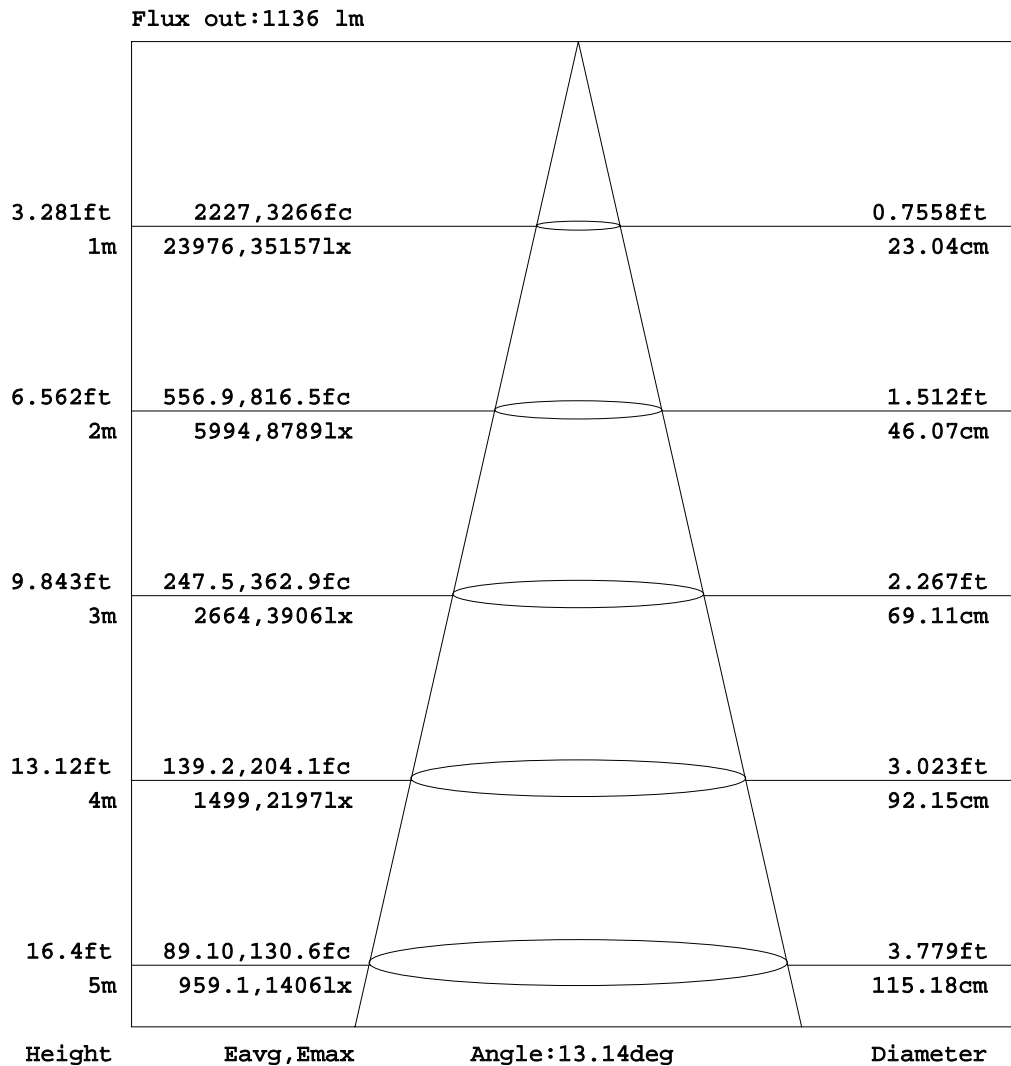 Flux out:1136 lm
3.281ft 2227,3266fc 0.7558ft
1m 23976,35157lx 23.04cm
6.562ft 556.9,816.5fc 1.512ft
2m 5994,8789lx 46.07cm
9.843ft 247.5,362.9fc 2.267ft
3m 2664,3906lx 69.11cm
13.12ft 139.2,204.1fc 3.023ft
4m 1499,2197lx 92.15cm
16.4ft 89.10,130.6fc 3.779ft
5m 959.1,1406lx 115.18cm
Height Eavg,Emax Angle:13.14deg Diameter